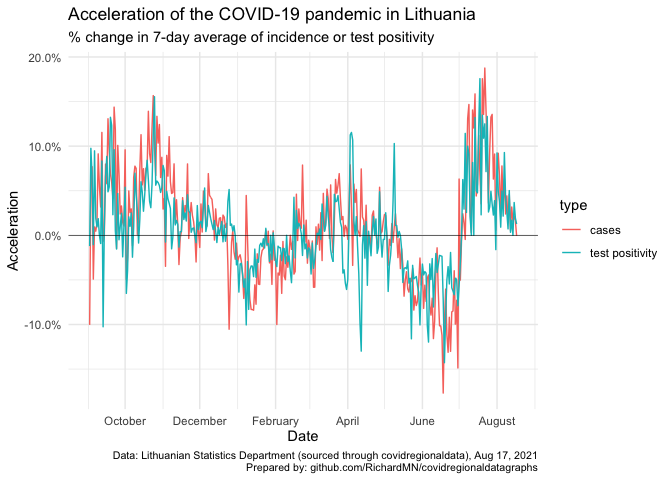 Acceleration of the COVID-19 pandemic in Lithuania
% change in 7-day average of incidence or test positivity
20.0%
10.0%
0.0%
-10.0%
Acceleration
October December February April June August
Date
type
cases
test positivity
Data: Lithuanian Statistics Department (sourced through covidregionaldata), Aug 17, 2021
Prepared by: github.com/RichardMN/covidregionaldatagraphs